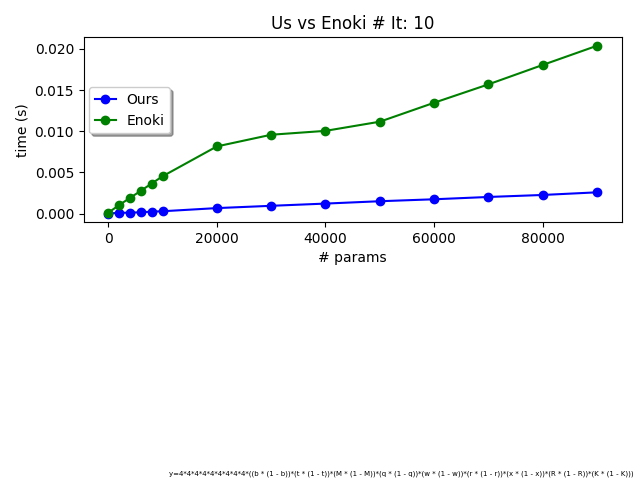 Us vs Enoki # It: 10
time (s)
0.020
0.015
0.010
0.005
0.000
Ours
Enoki
0
20000
40000
60000
80000
# params
y=4*4*4*4*4*4*4*4*4*((b * (1 - b))*(t * (1 - t))*(M * (1 - M))*(q * (1 - q))*(w * (1 - w))*(r * (1 - r))*(x * (1 - x))*(R * (1 - R))*(K * (1 - K)))